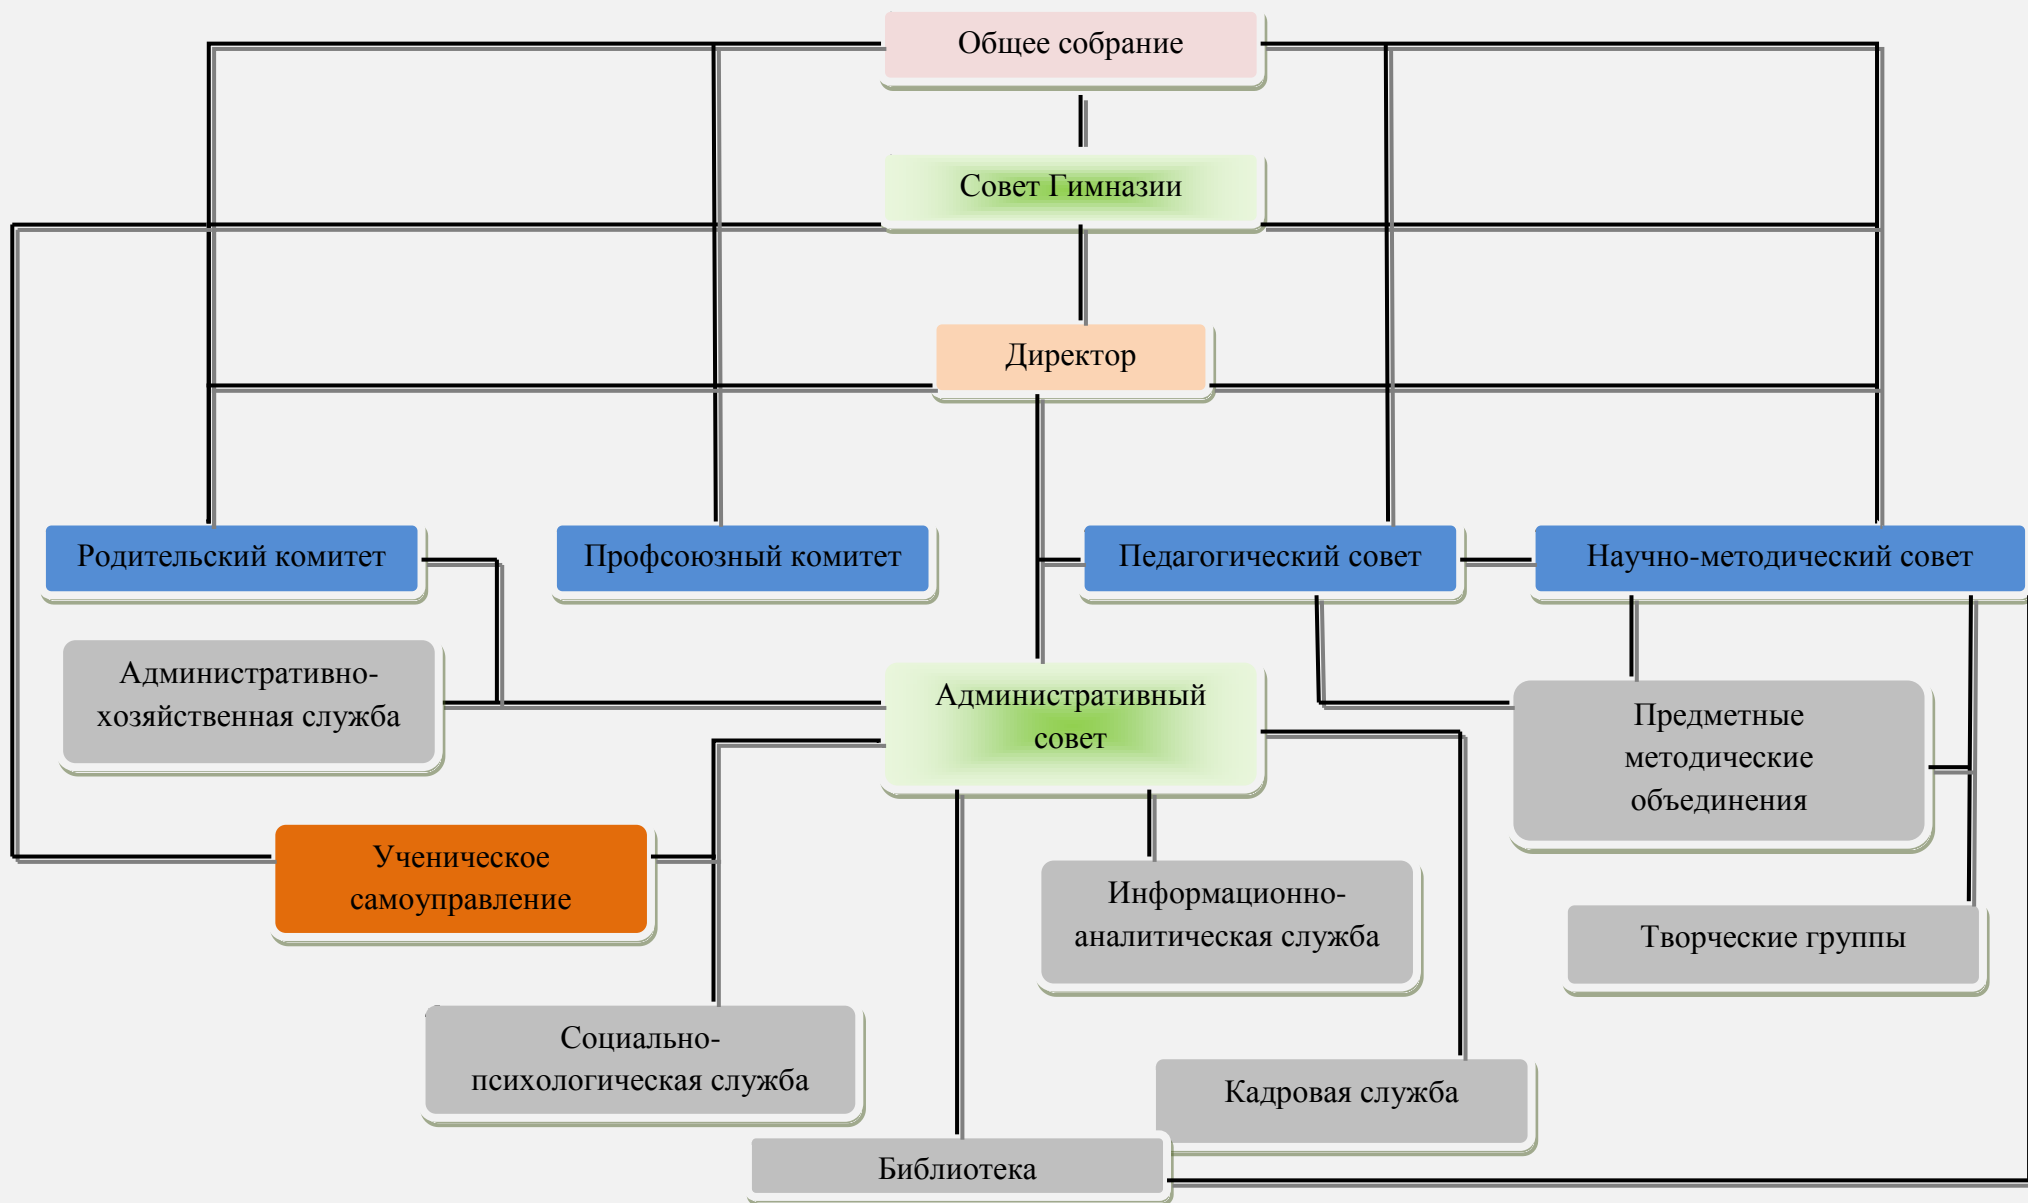 Общее собрание
Совет Гимназии
Директор
Родительский комитет
Профсоюзный комитет
Педагогический совет
Научно-методический совет
Административно-
хозяйственная служба
Административный
совет
Предметные
методические
объединения
Ученическое
самоуправление
Информационно-
аналитическая служба
Творческие группы
Социально-
психологическая служба
Кадровая служба
Библиотека